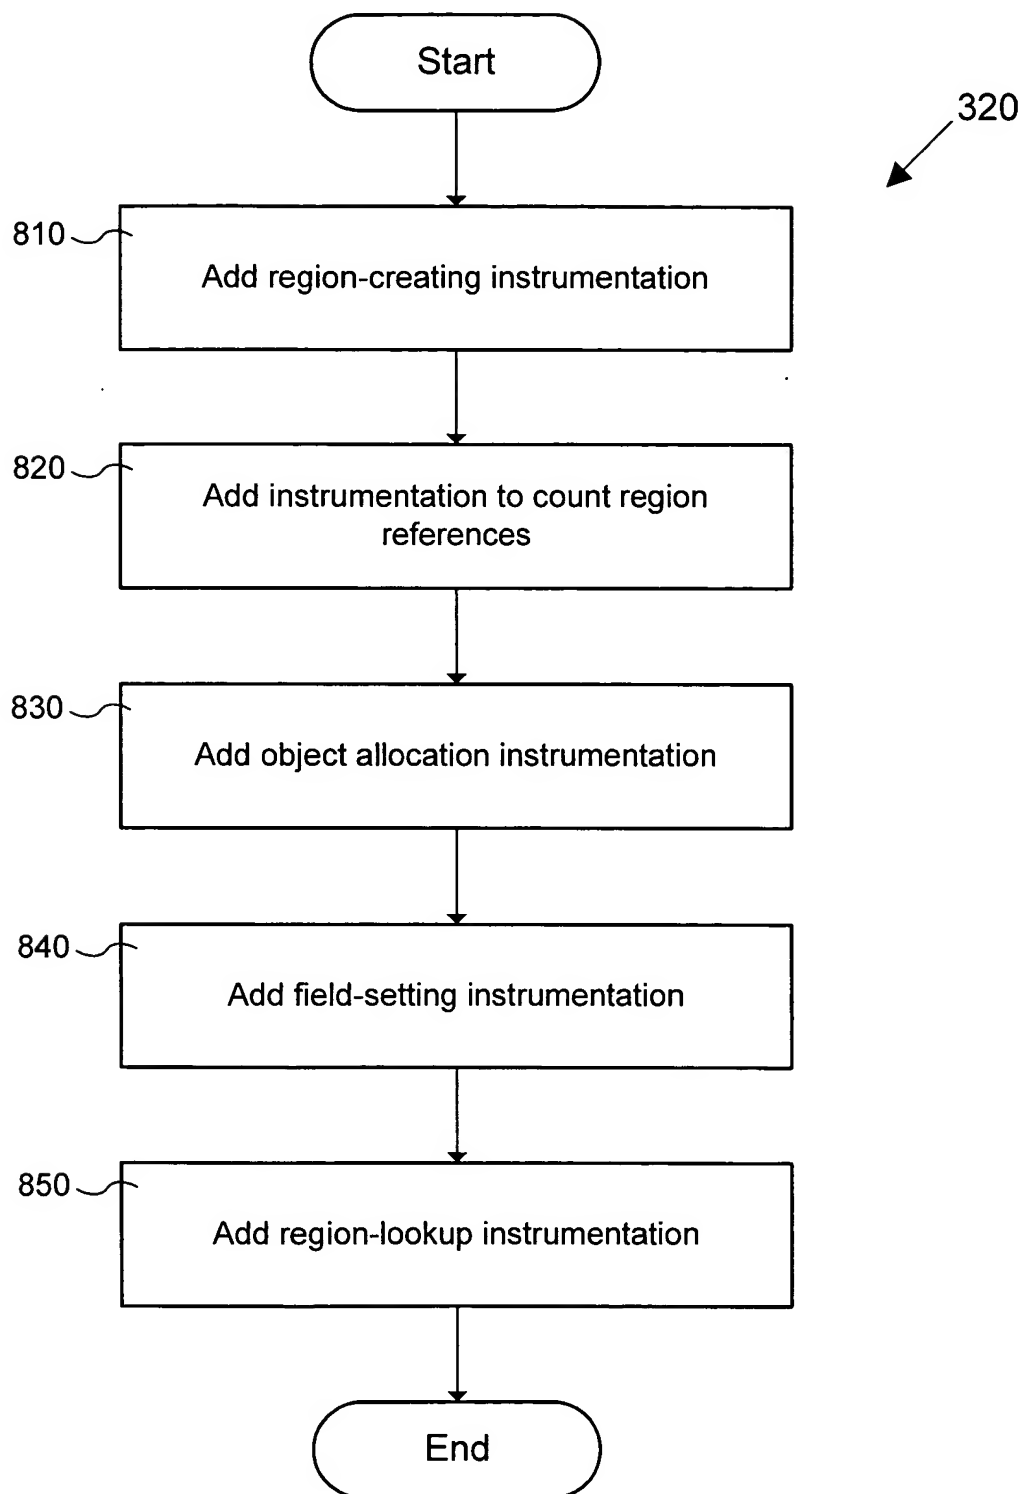 Start
320
810
Add region-creating instrumentation
820
Add instrumentation to count region
references
830
Add object allocation instrumentation
840
Add field-setting instrumentation
850
Add region-lookup instrumentation
End